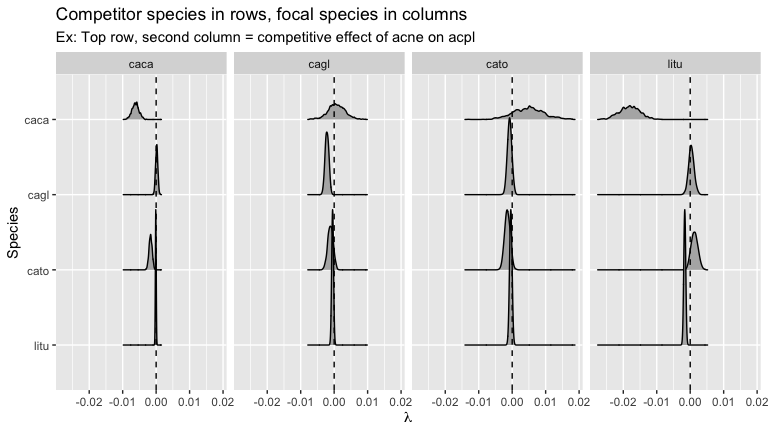 Competitor species in rows, focal species in columns
Ex: Top row, second column = competitive effect of acne on acpl
caca cagl cato litu
Species
caca
cagl
cato
litu
-0.02 -0.01 0.00 0.01 0.02 -0.02 -0.01 0.00 0.01 0.02 -0.02 -0.01 0.00 0.01 0.02 -0.02 -0.01 0.00 0.01 0.02
λ